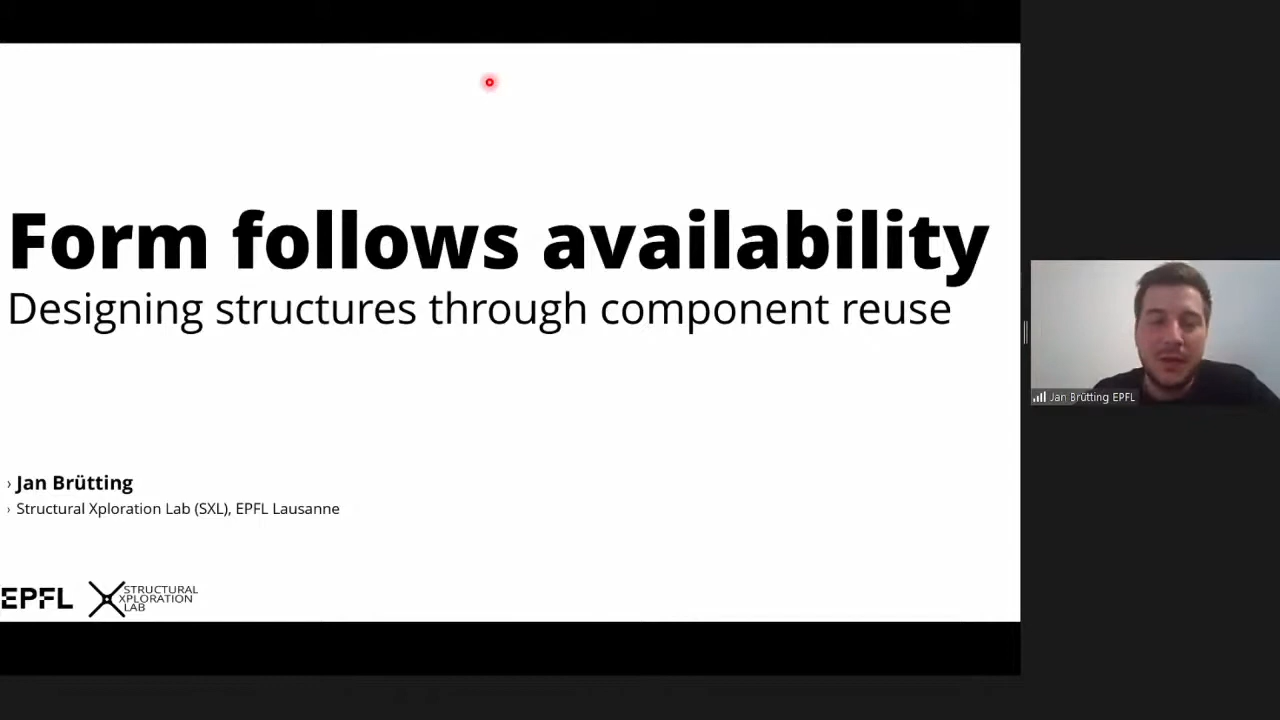 Form follows availability
Designing structures through component reuse
› Jan Brütting
› Structural Xploration Lab (SXL), EPFL Lausanne
EPFL
STRUCTURAL
XPLORATION
LAB
Jan Brütting EPFL